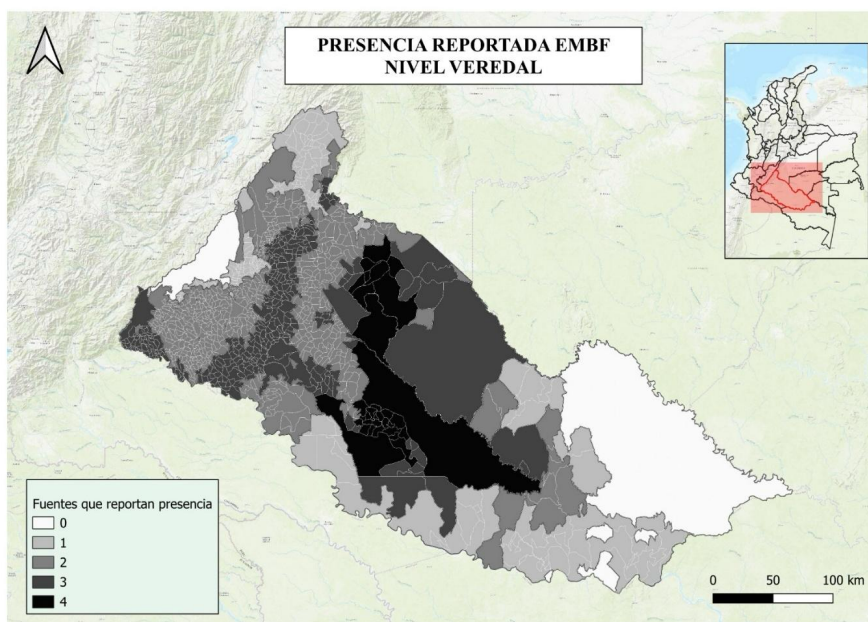 PRESENCIA REPORTADA EMBF
NIVEL VEREDAL
Fuentes que reportan presencia
0
1
2
3
4
0 50 100 km